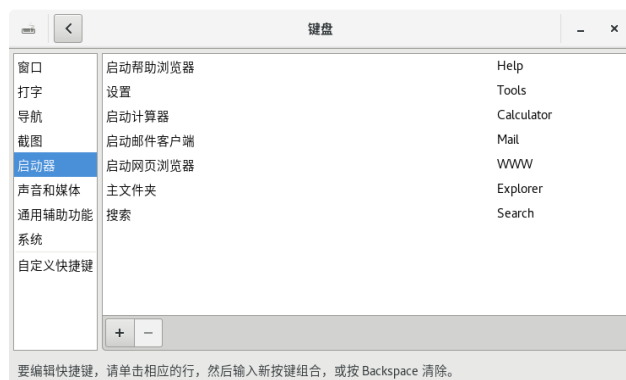 键盘
窗口
打字
导航
截图
启动器
声音和媒体
通用辅助功能
系统
自定义快捷键
启动帮助浏览器 Help
设置 Tools
启动计算器 Calculator
启动邮件客户端 Mail
启动网页浏览器 WWW
主文件夹 Explorer
搜索 Search
要编辑快捷键，请单击相应的行，然后输入新按键组合，或按 Backspace 清除。